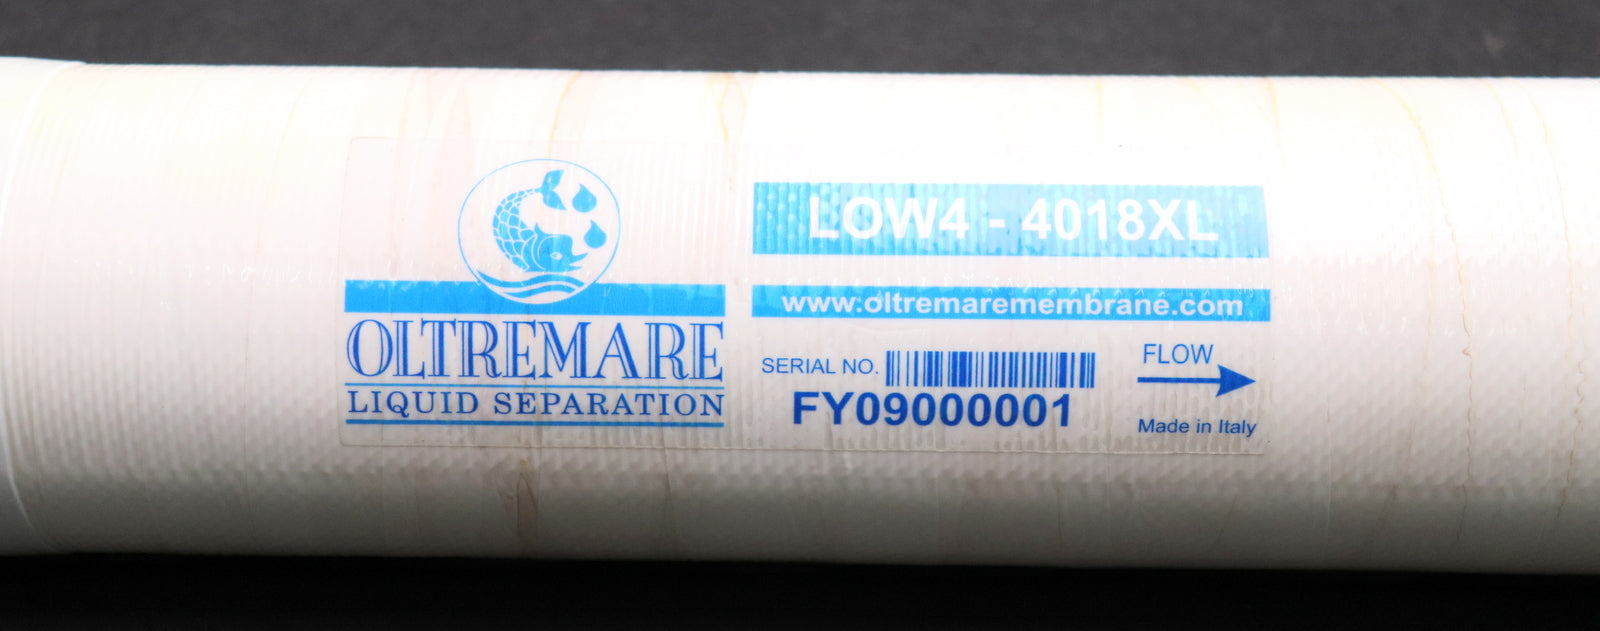 OLTREMARE
LIQUID SEPARATION
LOW4 - 4018XL
www.oltremaremembrane.com
SERIAL NO.
FY09000001
FLOW
Made in Italy